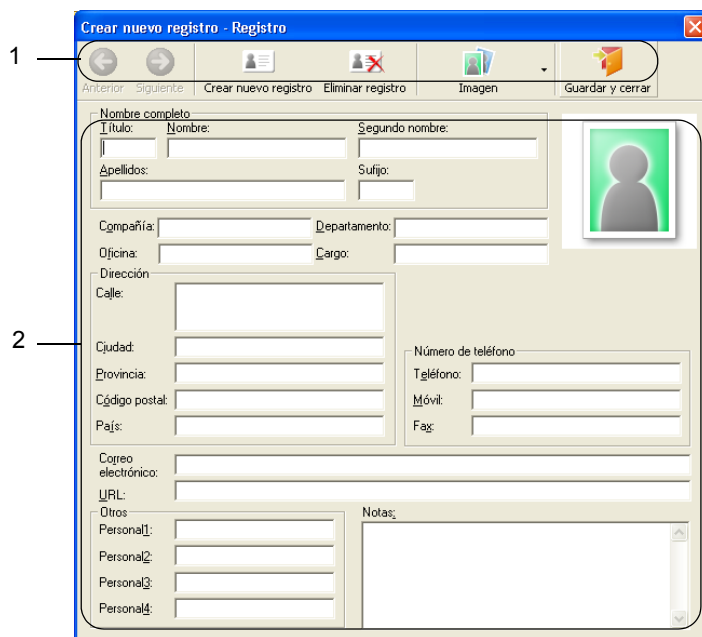 Crear nuevo registro - Registro
1
Anterior Siguiente Crear nuevo registro Eliminar registro Imagen Guardar y cerrar
Nombre completo
Título: Nombre: Segundo nombre:
Apellidos: Sufijo:
Compañía: Departamento:
Oficina: Cargo:
Dirección
Calle:
2
Ciudad: Número de teléfono
Provincia: Teléfono:
Código postal: Móvil:
País: Fax:
Correo
electrónico:
URL:
Otros Notas:
Personal1:
Personal2:
Personal3:
Personal4: